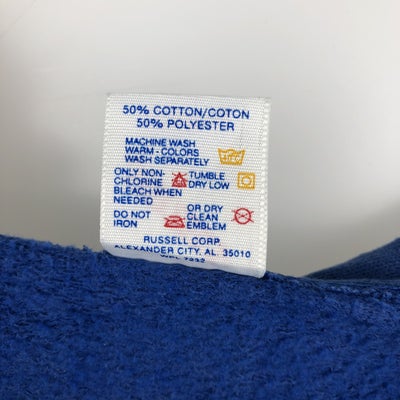 50% COTTON/COTON
50% POLYESTER
MACHINE WASH
WARM - COLORS
WASH SEPARATELY
ONLY NON-
CHLORINE
BLEACH WHEN
NEEDED
TUMBLE
DRY LOW
DO NOT
IRON
OR DRY
CLEAN
EMBLEM
RUSSELL CORP.
ALEXANDER CITY, AL 35010